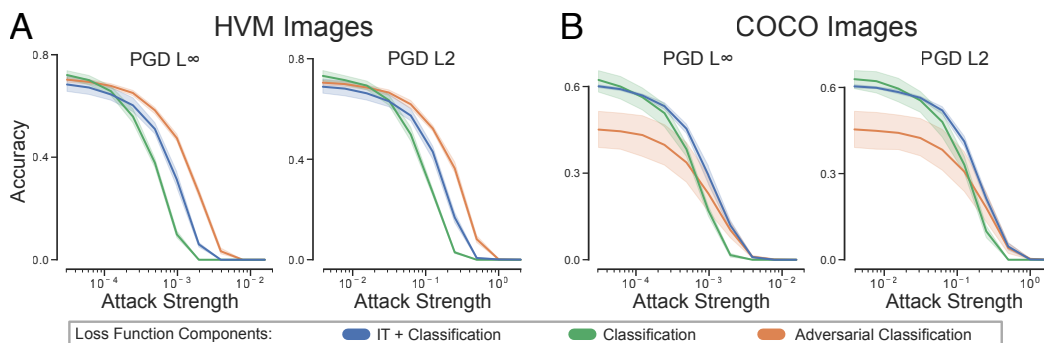 A HVM Images B COCO Images
PGD L∞ PGD L2 PGD L∞ PGD L2
0.8 0.8 0.6 0.6
0.4 0.4 0.3 0.3
0.0 0.0 0.0 0.0
Accuracy
10⁻⁴ 10⁻³ 10⁻² 10⁻² 10⁻¹ 10⁰ 10⁻⁴ 10⁻³ 10⁻² 10⁻² 10⁻¹ 10⁰
Attack Strength Attack Strength Attack Strength Attack Strength
Loss Function Components: IT + Classification Classification Adversarial Classification